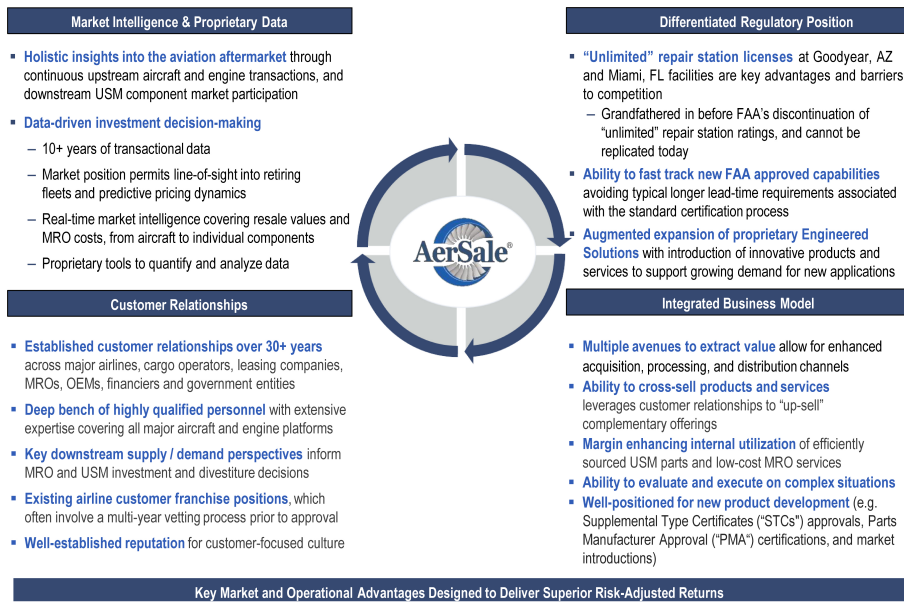 Market Intelligence & Proprietary Data
▪ Holistic insights into the aviation aftermarket through
continuous upstream aircraft and engine transactions, and
downstream USM component market participation
▪ Data-driven investment decision-making
– 10+ years of transactional data
– Market position permits line-of-sight into retiring
fleets and predictive pricing dynamics
– Real-time market intelligence covering resale values and
MRO costs, from aircraft to individual components
– Proprietary tools to quantify and analyze data
Differentiated Regulatory Position
▪ “Unlimited” repair station licenses at Goodyear, AZ
and Miami, FL facilities are key advantages and barriers
to competition
– Grandfathered in before FAA’s discontinuation of
“unlimited” repair station ratings, and cannot be
replicated today
▪ Ability to fast track new FAA approved capabilities
avoiding typical longer lead-time requirements associated
with the standard certification process
▪ Augmented expansion of proprietary Engineered
Solutions with introduction of innovative products and
services to support growing demand for new applications
AerSale®
Customer Relationships
▪ Established customer relationships over 30+ years
across major airlines, cargo operators, leasing companies,
MROs, OEMs, financiers and government entities
▪ Deep bench of highly qualified personnel with extensive
expertise covering all major aircraft and engine platforms
▪ Key downstream supply / demand perspectives inform
MRO and USM investment and divestiture decisions
▪ Existing airline customer franchise positions, which
often involve a multi-year vetting process prior to approval
▪ Well-established reputation for customer-focused culture
Integrated Business Model
▪ Multiple avenues to extract value allow for enhanced
acquisition, processing, and distribution channels
▪ Ability to cross-sell products and services
leverages customer relationships to “up-sell”
complementary offerings
▪ Margin enhancing internal utilization of efficiently
sourced USM parts and low-cost MRO services
▪ Ability to evaluate and execute on complex situations
▪ Well-positioned for new product development (e.g.
Supplemental Type Certificates (“STCs") approvals, Parts
Manufacturer Approval (“PMA“) certifications, and market
introductions)
Key Market and Operational Advantages Designed to Deliver Superior Risk-Adjusted Returns